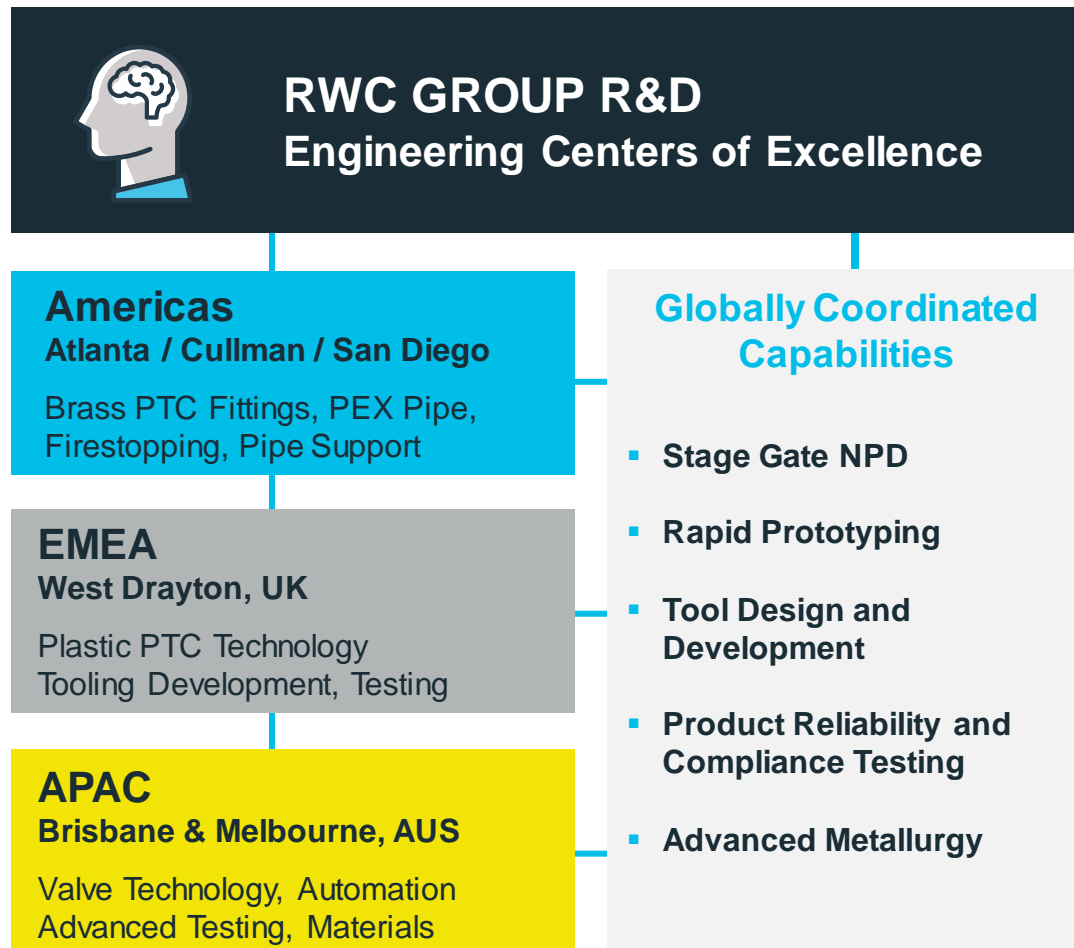 RWC GROUP R&D
Engineering Centers of Excellence
Americas
Atlanta / Cullman / San Diego
Brass PTC Fittings, PEX Pipe,
Firestopping, Pipe Support
EMEA
West Drayton, UK
Plastic PTC Technology
Tooling Development, Testing
APAC
Brisbane & Melbourne, AUS
Valve Technology, Automation
Advanced Testing, Materials
Globally Coordinated
Capabilities
▪ Stage Gate NPD
▪ Rapid Prototyping
▪ Tool Design and
Development
▪ Product Reliability and
Compliance Testing
▪ Advanced Metallurgy